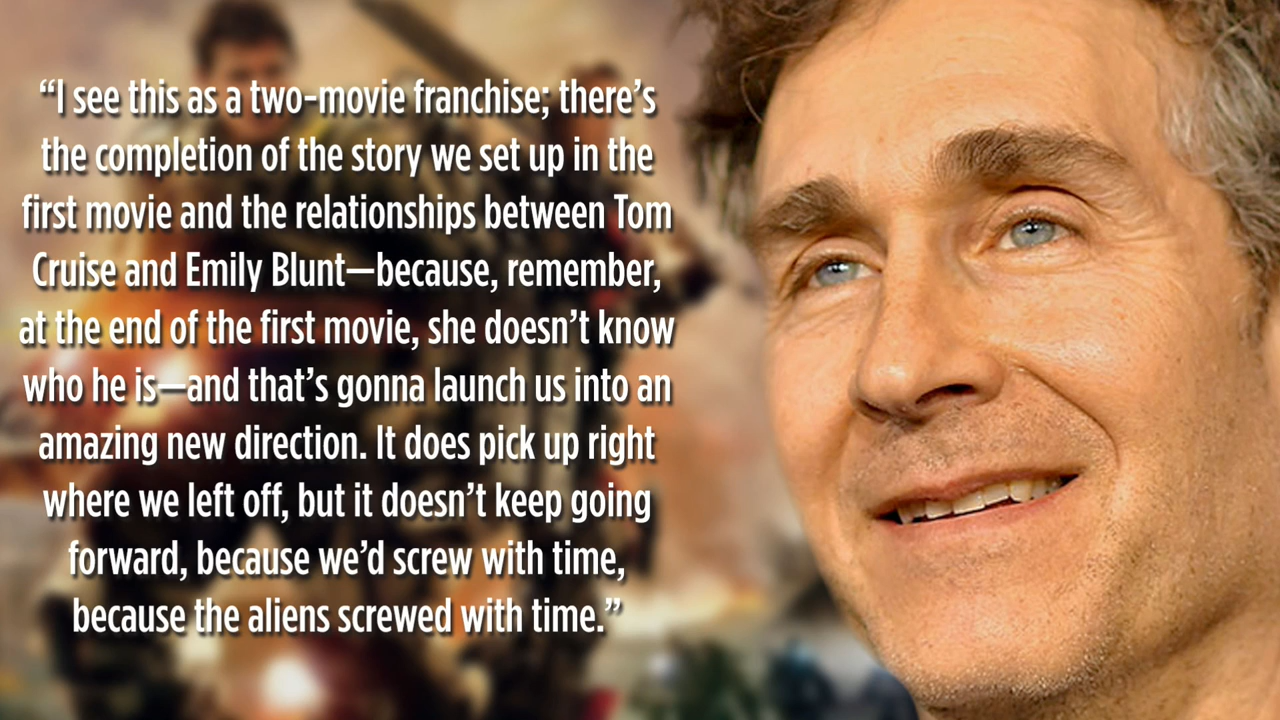 “I see this as a two-movie franchise; there’s
the completion of the story we set up in the
first movie and the relationships between Tom
Cruise and Emily Blunt—because, remember,
at the end of the first movie, she doesn’t know
who he is—and that’s gonna launch us into an
amazing new direction. It does pick up right
where we left off, but it doesn’t keep going
forward, because we’d screw with time,
because the aliens screwed with time.”